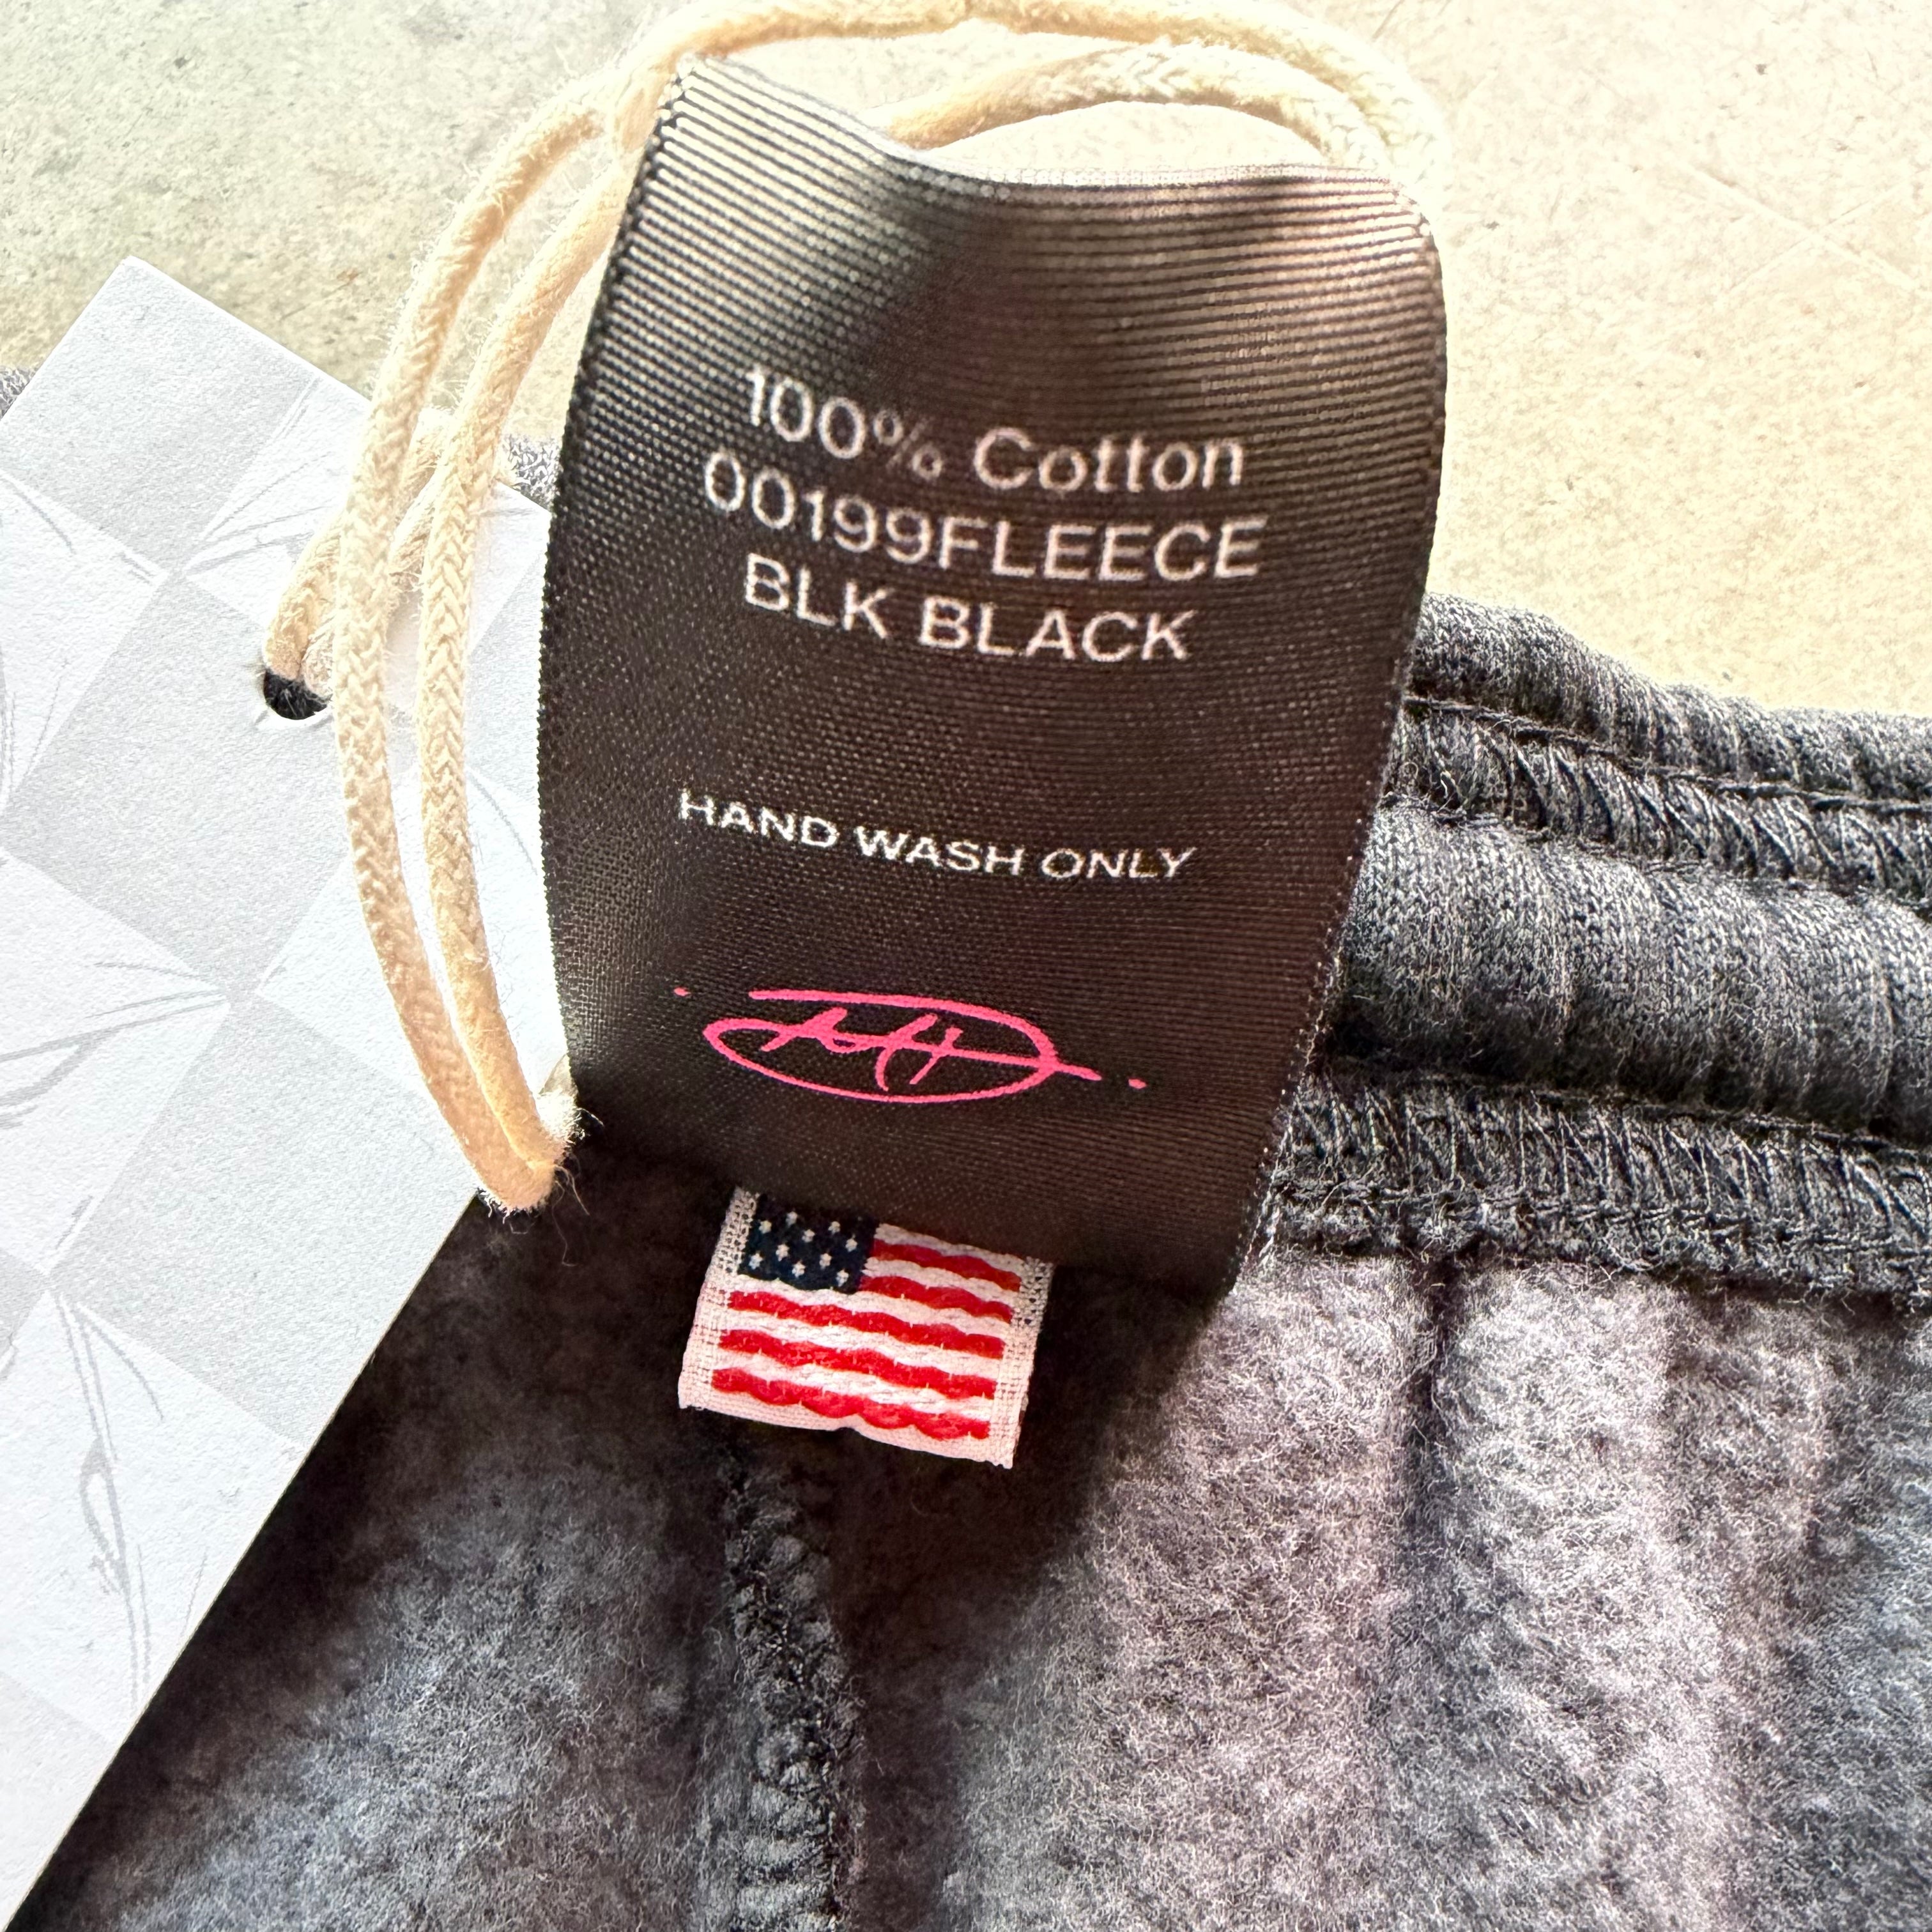 100% Cotton
00199FLEECE
BLK BLACK
HAND WASH ONLY